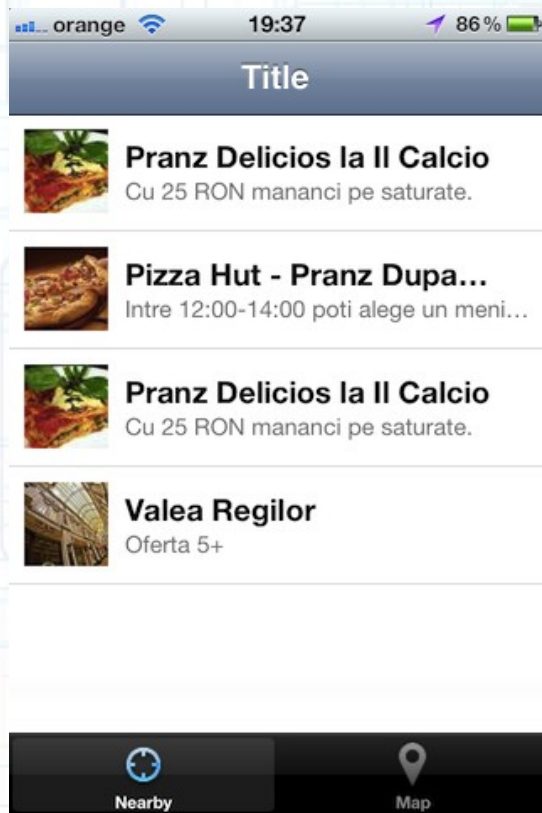 orange 19:37 86%
Title
Pranz Delicios la Il Calcio
Cu 25 RON mananci pe saturate.
Pizza Hut - Pranz Dupa...
Intre 12:00-14:00 poti alege un meni...
Pranz Delicios la Il Calcio
Cu 25 RON mananci pe saturate.
Valea Regilor
Oferta 5+
Nearby Map